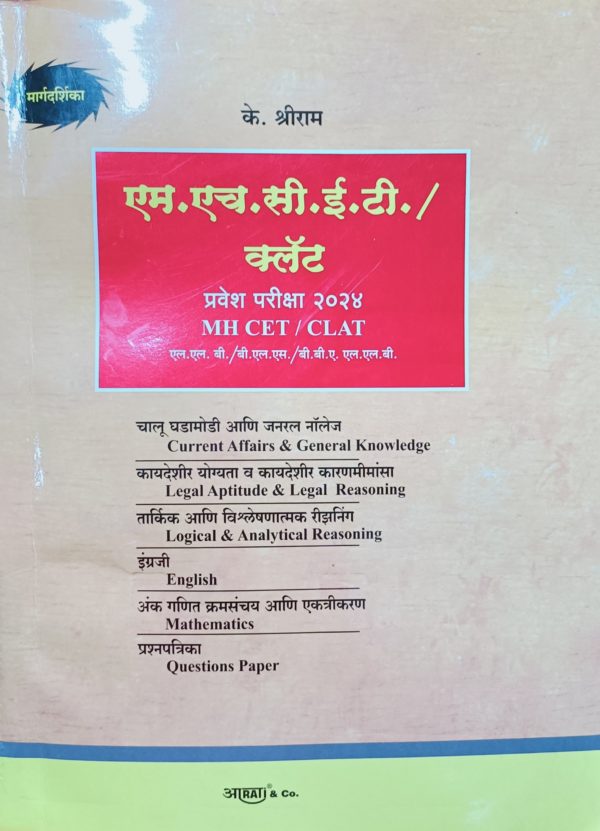 मार्गदर्शिका
के. श्रीराम
एम.एच.सी.ई.टी./
क्लॅट
प्रवेश परीक्षा २०२४
MH CET / CLAT
एल.एल. बी./बी.एल.एस./बी.बी.ए. एल.एल.बी.
चालू घडामोडी आणि जनरल नॉलेज
Current Affairs & General Knowledge
कायदेशीर योग्यता व कायदेशीर कारणमीमांसा
Legal Aptitude & Legal Reasoning
तार्किक आणि विश्लेषणात्मक रीझनिंग
Logical & Analytical Reasoning
इंग्रजी
English
अंक गणित क्रमसंचय आणि एकत्रीकरण
Mathematics
प्रश्नपत्रिका
Questions Paper
आRATI® & Co.